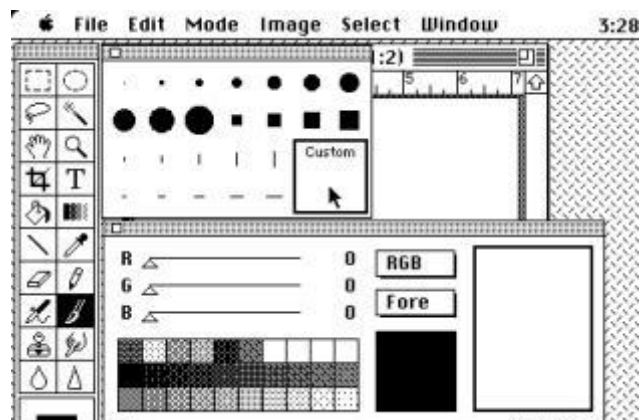 File Edit Mode Image Select Window 3:28
:2)
5 6 7
Custom
T
R 0 RGB
G 0
B 0 Fore